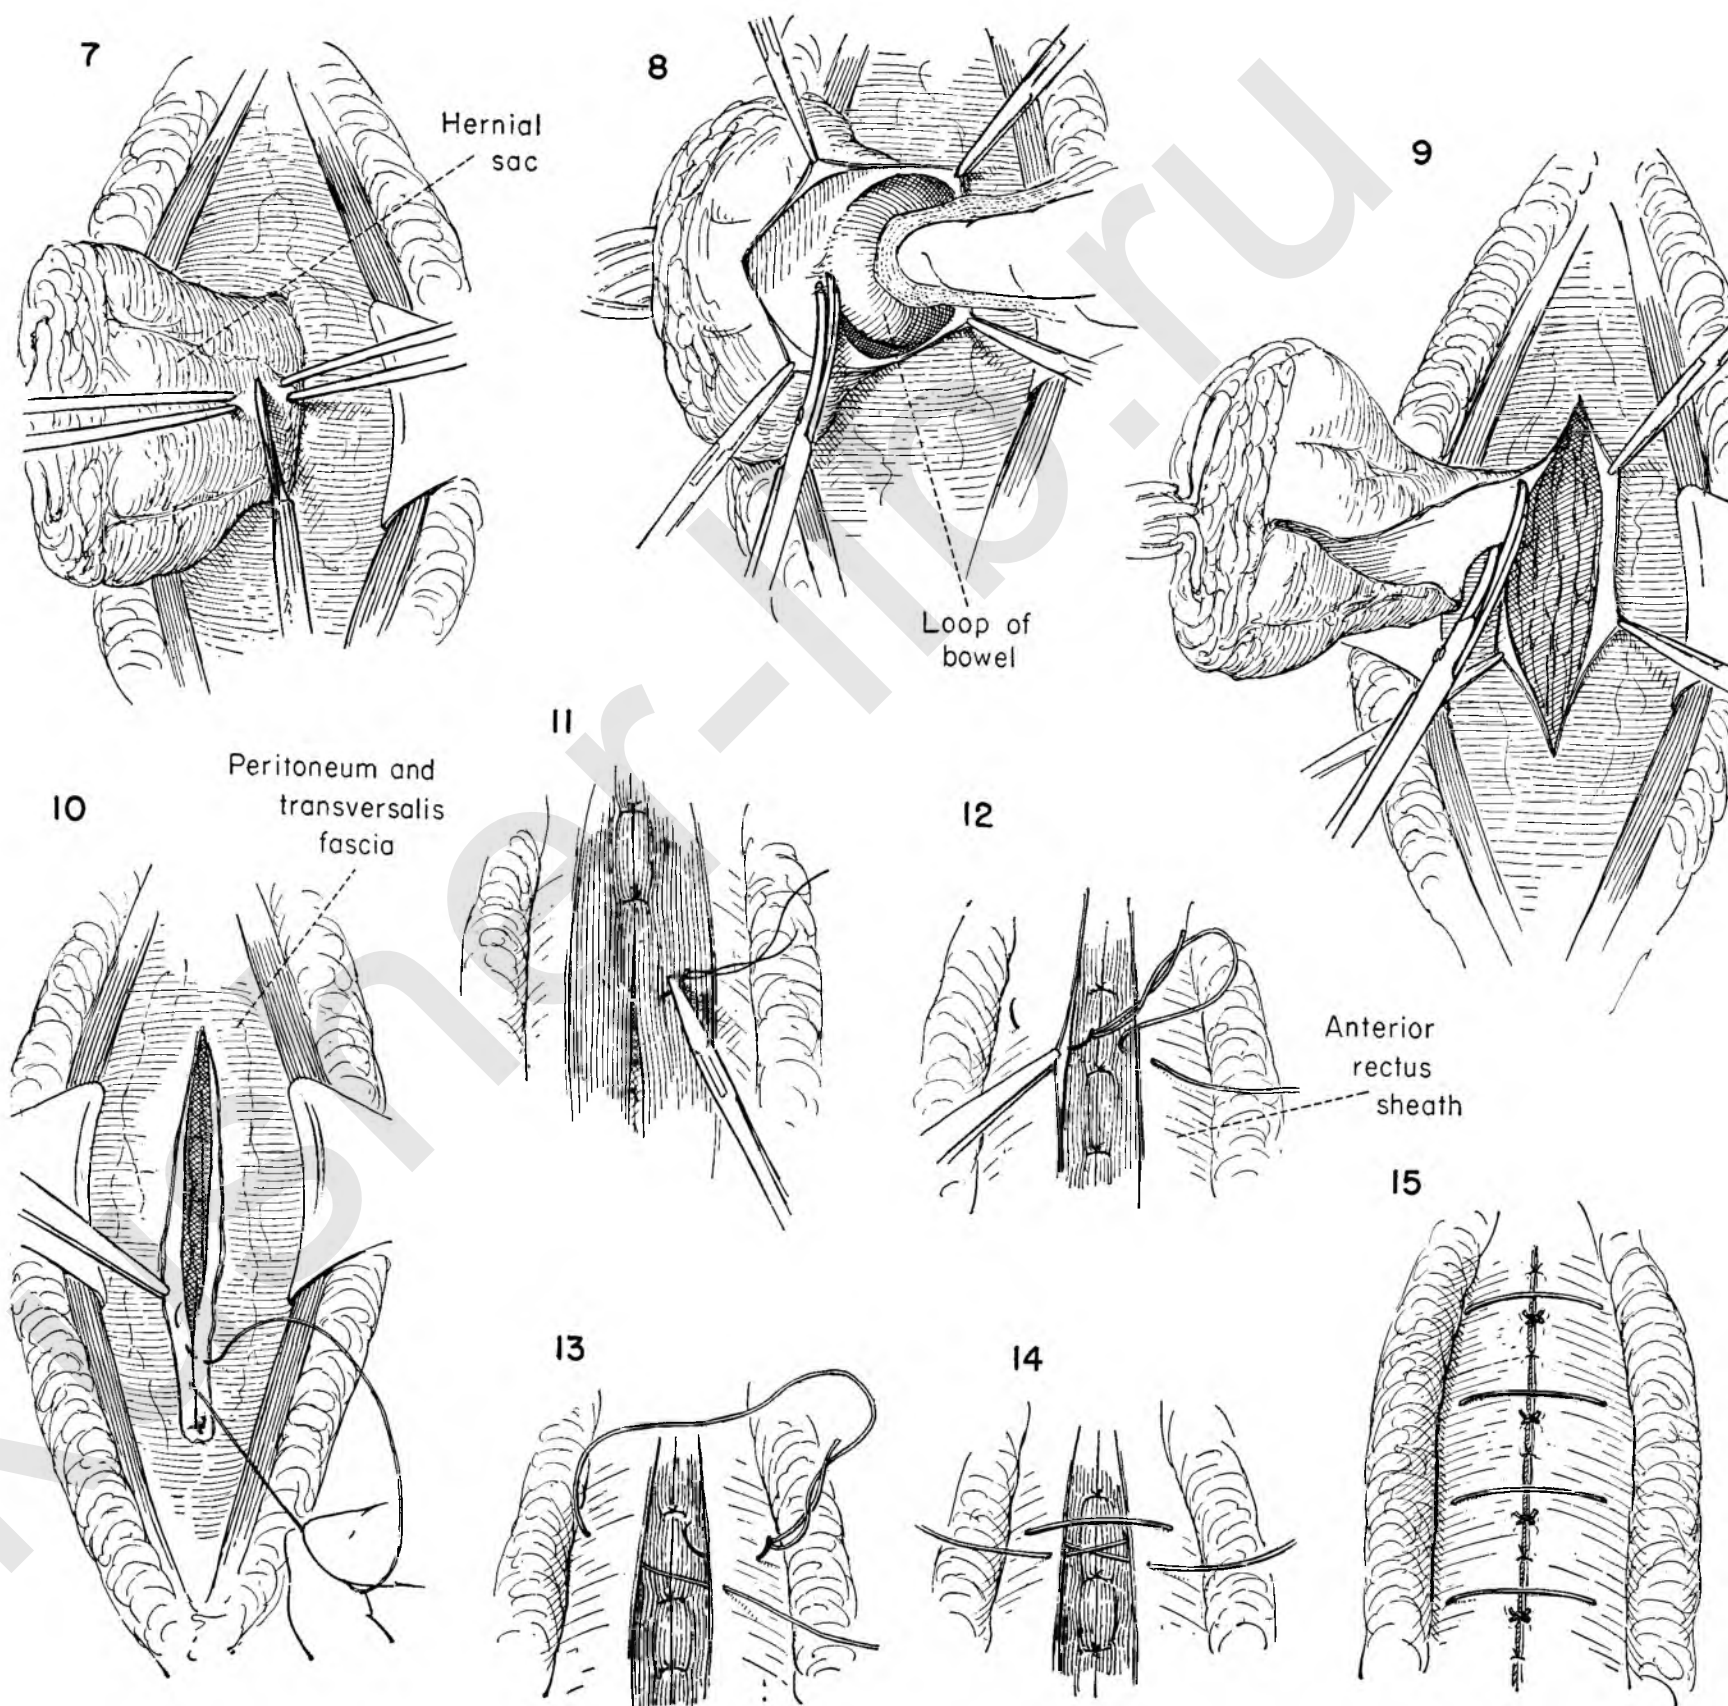 7
Hernial
sac
8
Loop of
bowel
9
10
Peritoneum and
transversalis
fascia
11
12
Anterior
rectus
sheath
13
14
15